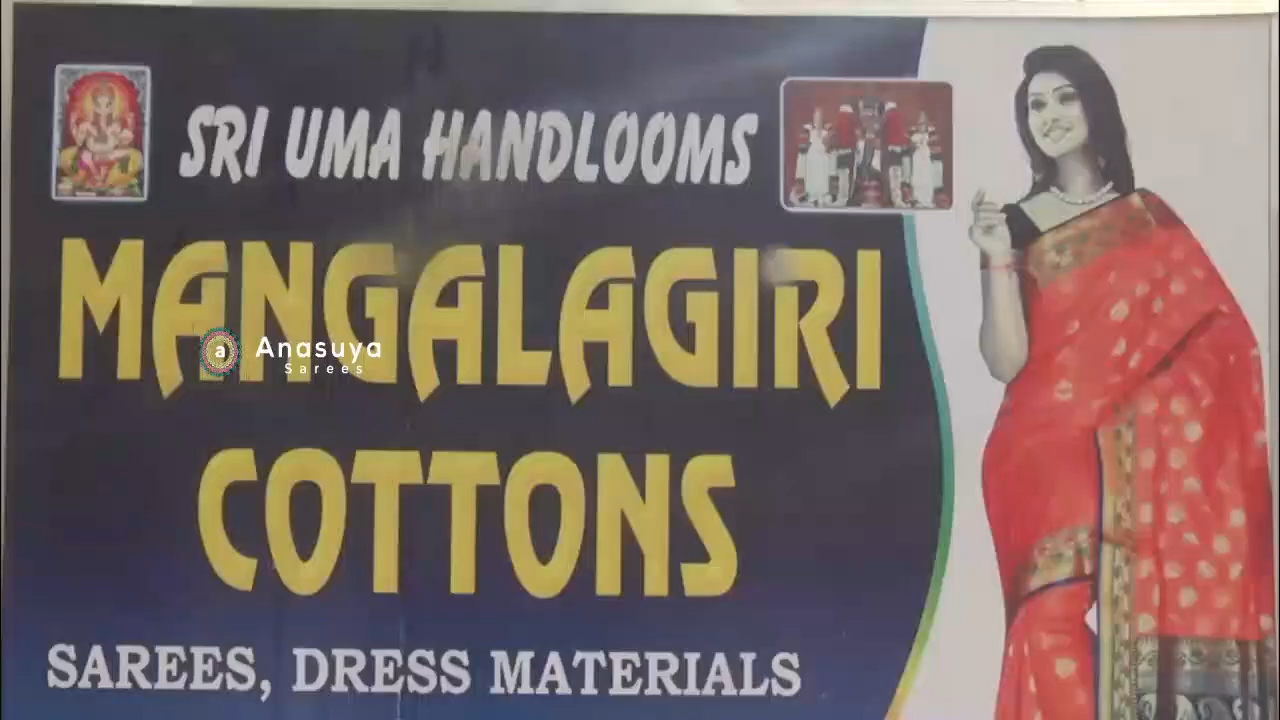 SRI UMA HANDLOOMS
MANGALAGIRI
a Anasuya
Sarees
COTTONS
SAREES, DRESS MATERIALS